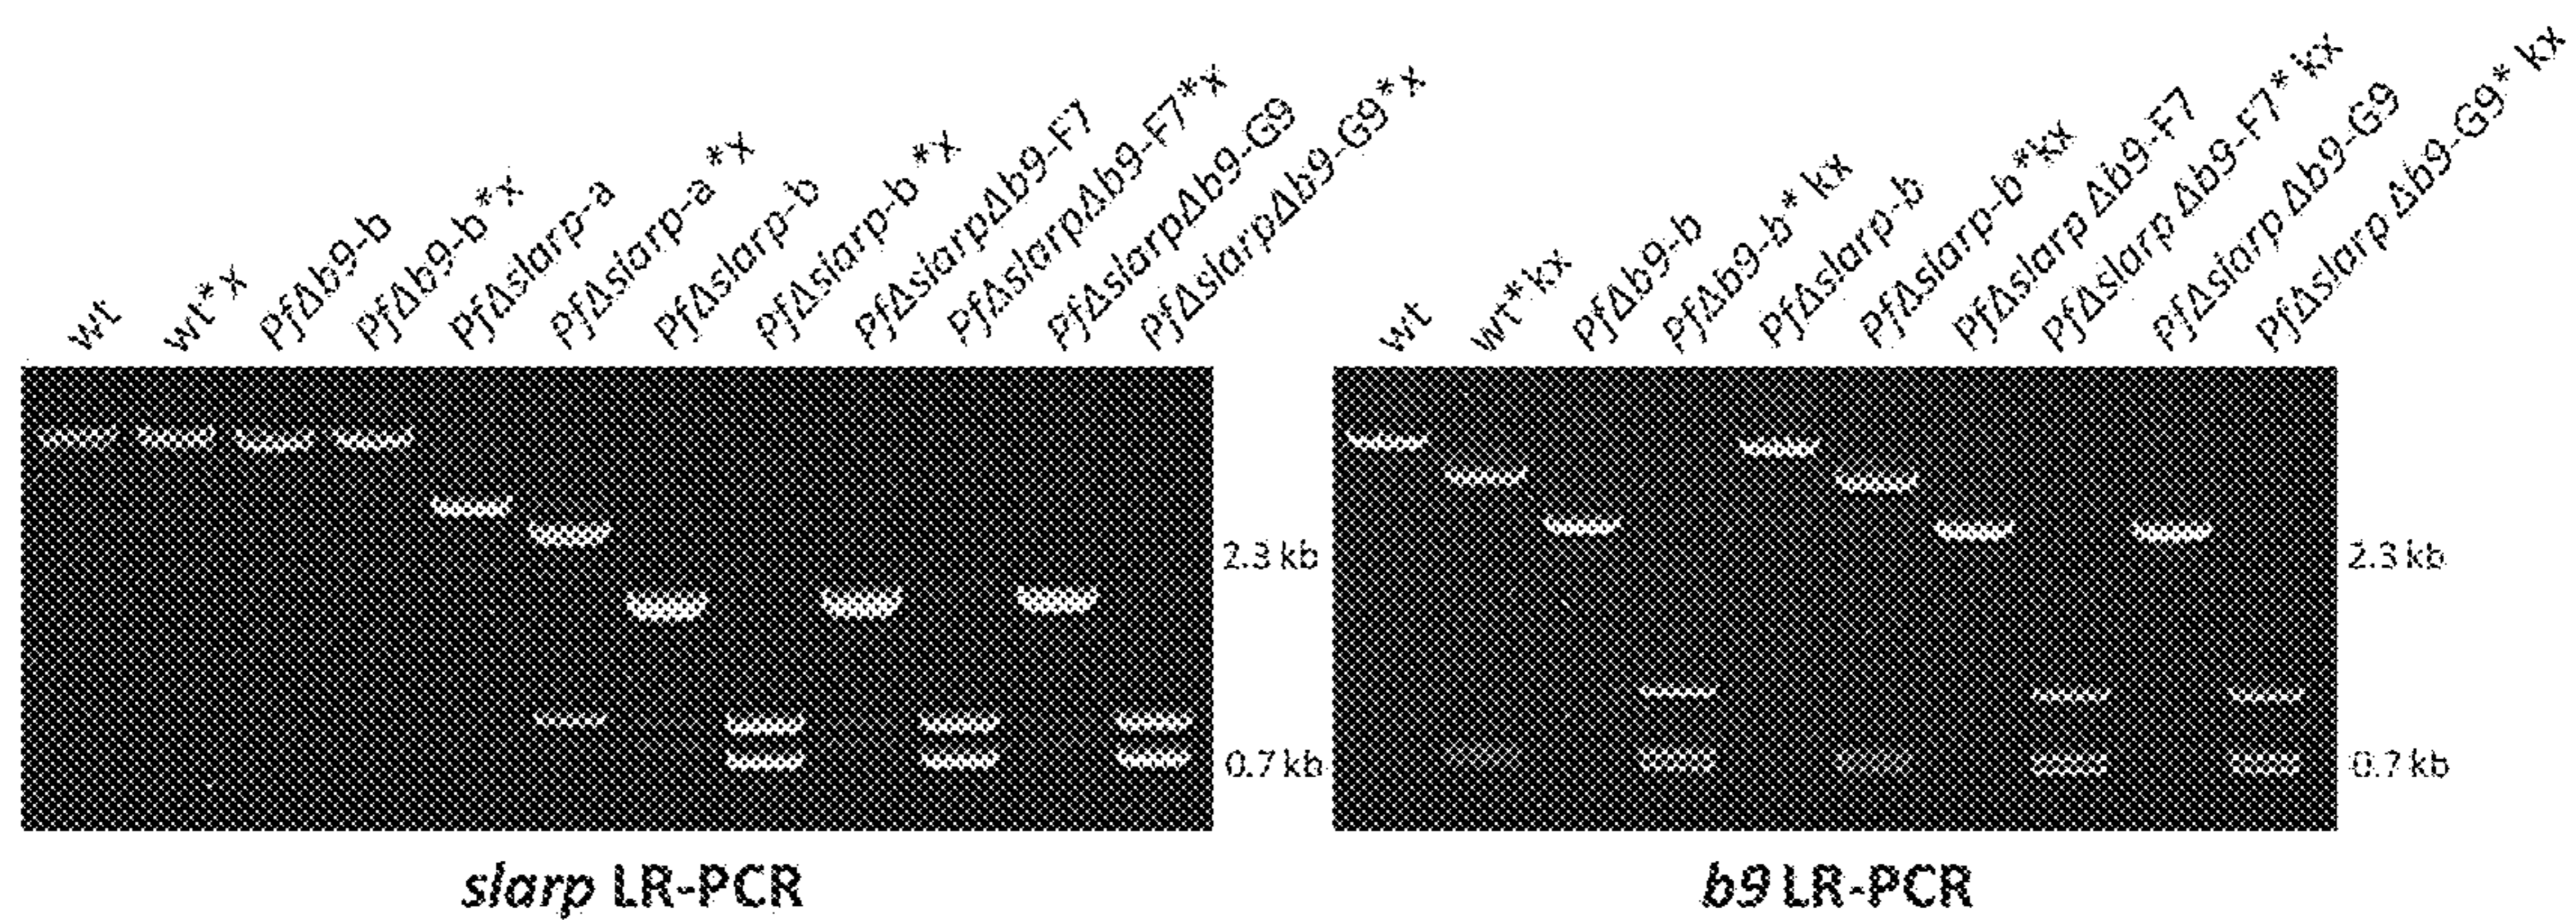 wt
wt*x
PfΔb9-b
PfΔb9-b*x
PfΔslarp-a
PfΔslarp-a*x
PfΔslarp-b
PfΔslarp-b*x
PfΔslarpΔb9-F7
PfΔslarpΔb9-F7*x
PfΔslarpΔb9-G9
PfΔslarpΔb9-G9*x
wt
wt*kx
PfΔb9-b
PfΔb9-b* kx
PfΔslarp-b
PfΔslarp-b*kx
PfΔslarp Δb9-F7
PfΔslarp Δb9-F7* kx
PfΔslarp Δb9-G9
PfΔslarp Δb9-G9* kx
2.3 kb
0.7 kb
2.3 kb
0.7 kb
slarp LR-PCR
b9 LR-PCR